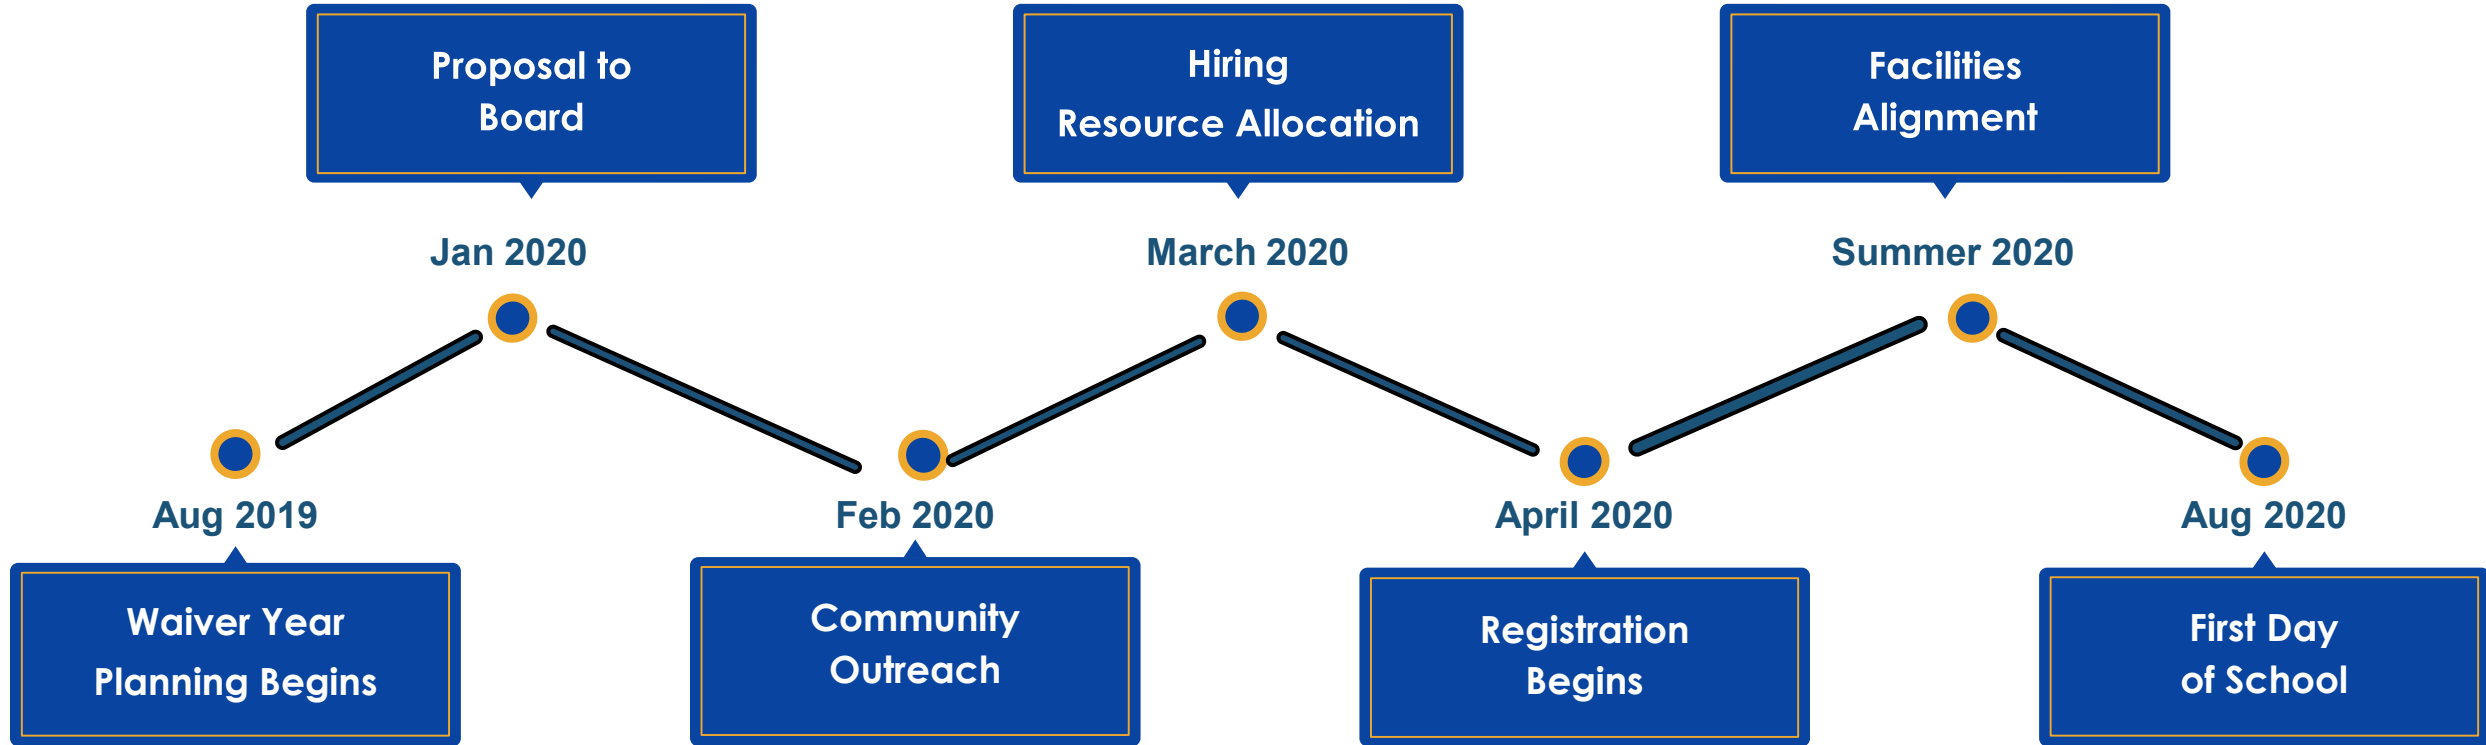 Proposal to
Board
Hiring
Resource Allocation
Facilities
Alignment
Jan 2020
March 2020
Summer 2020
Aug 2019
Feb 2020
April 2020
Aug 2020
Waiver Year
Planning Begins
Community
Outreach
Registration
Begins
First Day
of School